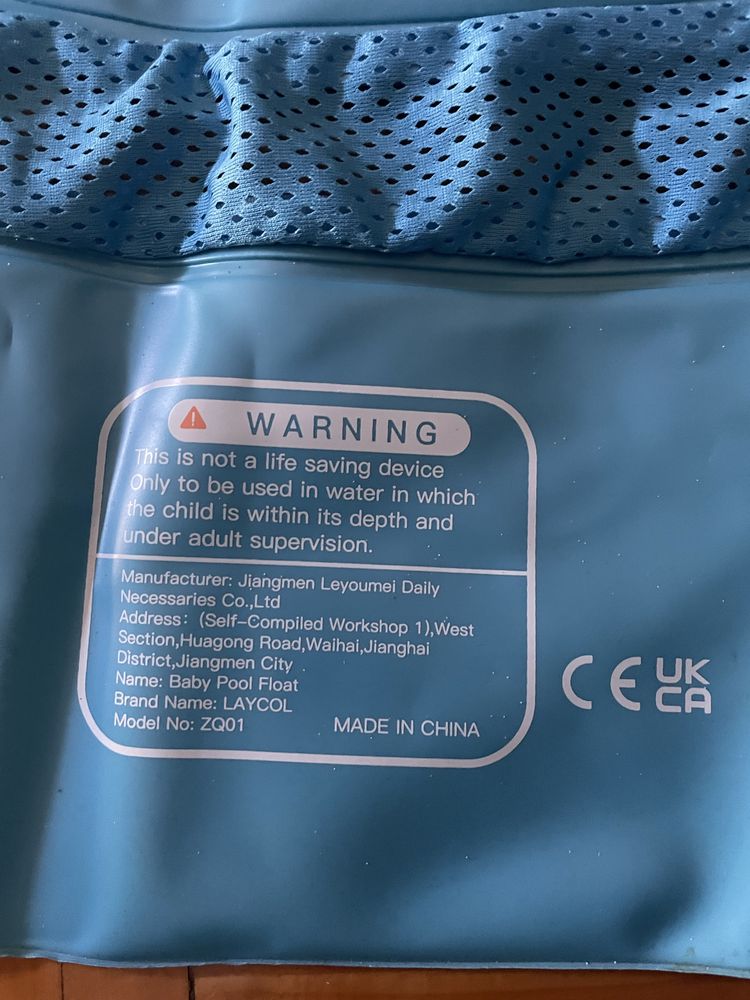 WARNING
This is not a life saving device
Only to be used in water in which
the child is within its depth and
under adult supervision.
Manufacturer: Jiangmen Leyoumei Daily
Necessaries Co.,Ltd
Address: (Self-Compiled Workshop 1),West
Section,Huagong Road,Waihai,Jianghai
District,Jiangmen City
Name: Baby Pool Float
Brand Name: LAYCOL
Model No: ZQ01 MADE IN CHINA
CE UK
CA